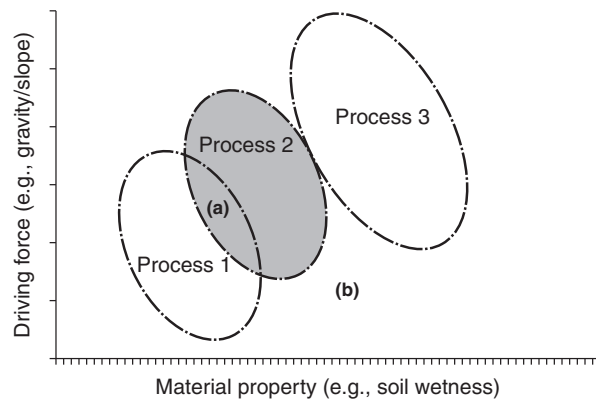 Driving force (e.g., gravity/slope)
Process 3
Process 2
(a)
Process 1
(b)
Material property (e.g., soil wetness)